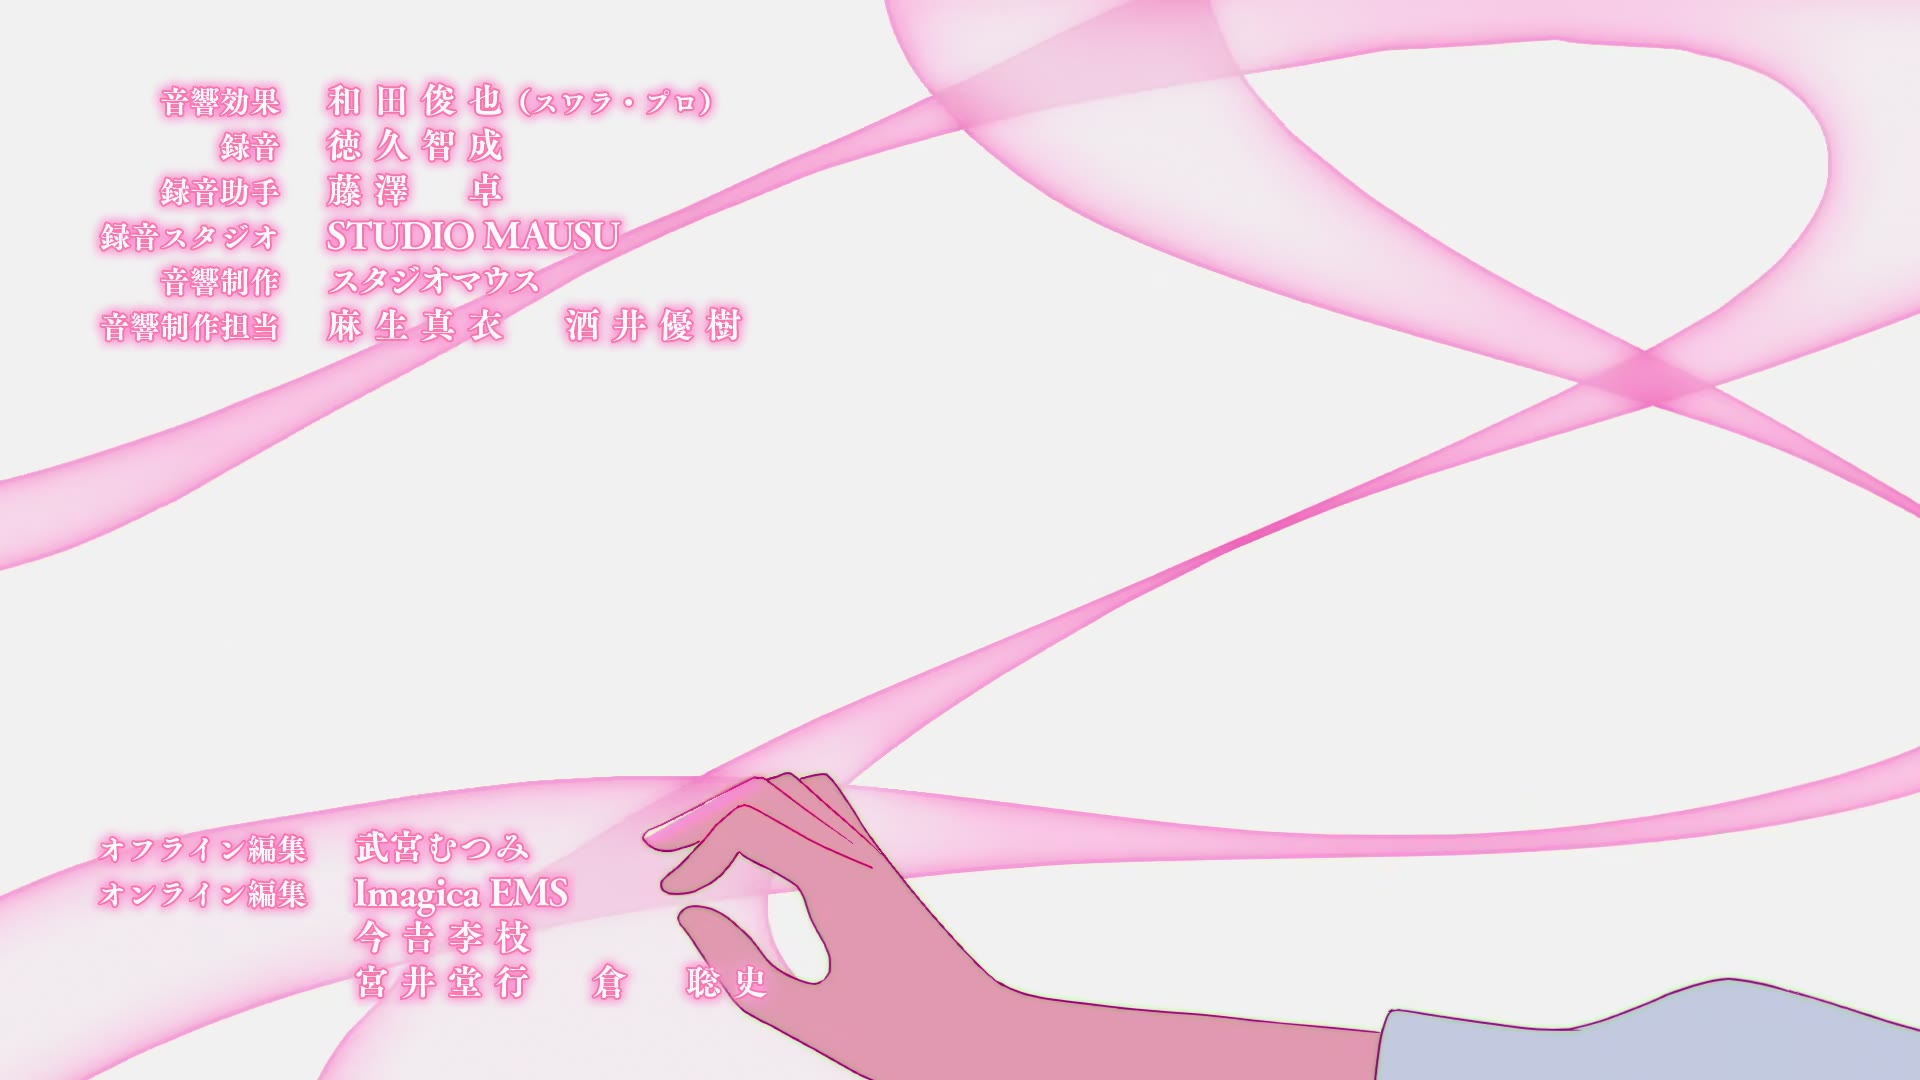 音響効果 和田俊也（スワラ・プロ）
録音 徳久智成
録音助手 藤澤 卓
録音スタジオ STUDIO MAUSU
音響制作 スタジオマウス
音響制作担当 麻生真衣 酒井優樹
オフライン編集 武宮むつみ
オンライン編集 Imagica EMS
今𠮷李枝
宮井堂行 倉 聡史